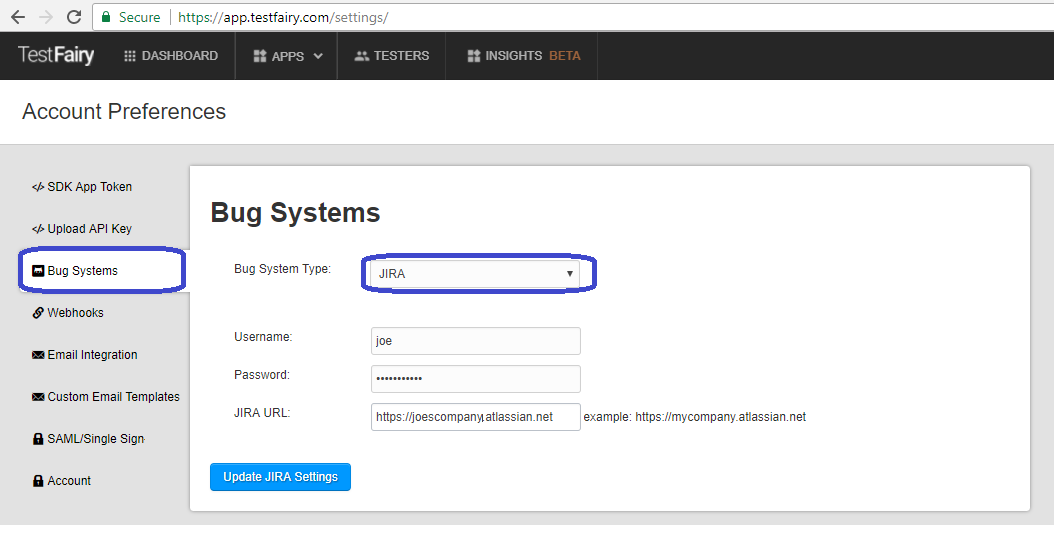 Secure https://app.testfairy.com/settings/
TestFairy DASHBOARD APPS TESTERS INSIGHTS BETA
Account Preferences
SDK App Token
Upload API Key
Bug Systems
Webhooks
Email Integration
Custom Email Templates
SAML/Single Sign
Account
Bug Systems
Bug System Type: JIRA
Username: joe
Password: •••••••••••
JIRA URL: https://joescompany.atlassian.net example: https://mycompany.atlassian.net
Update JIRA Settings